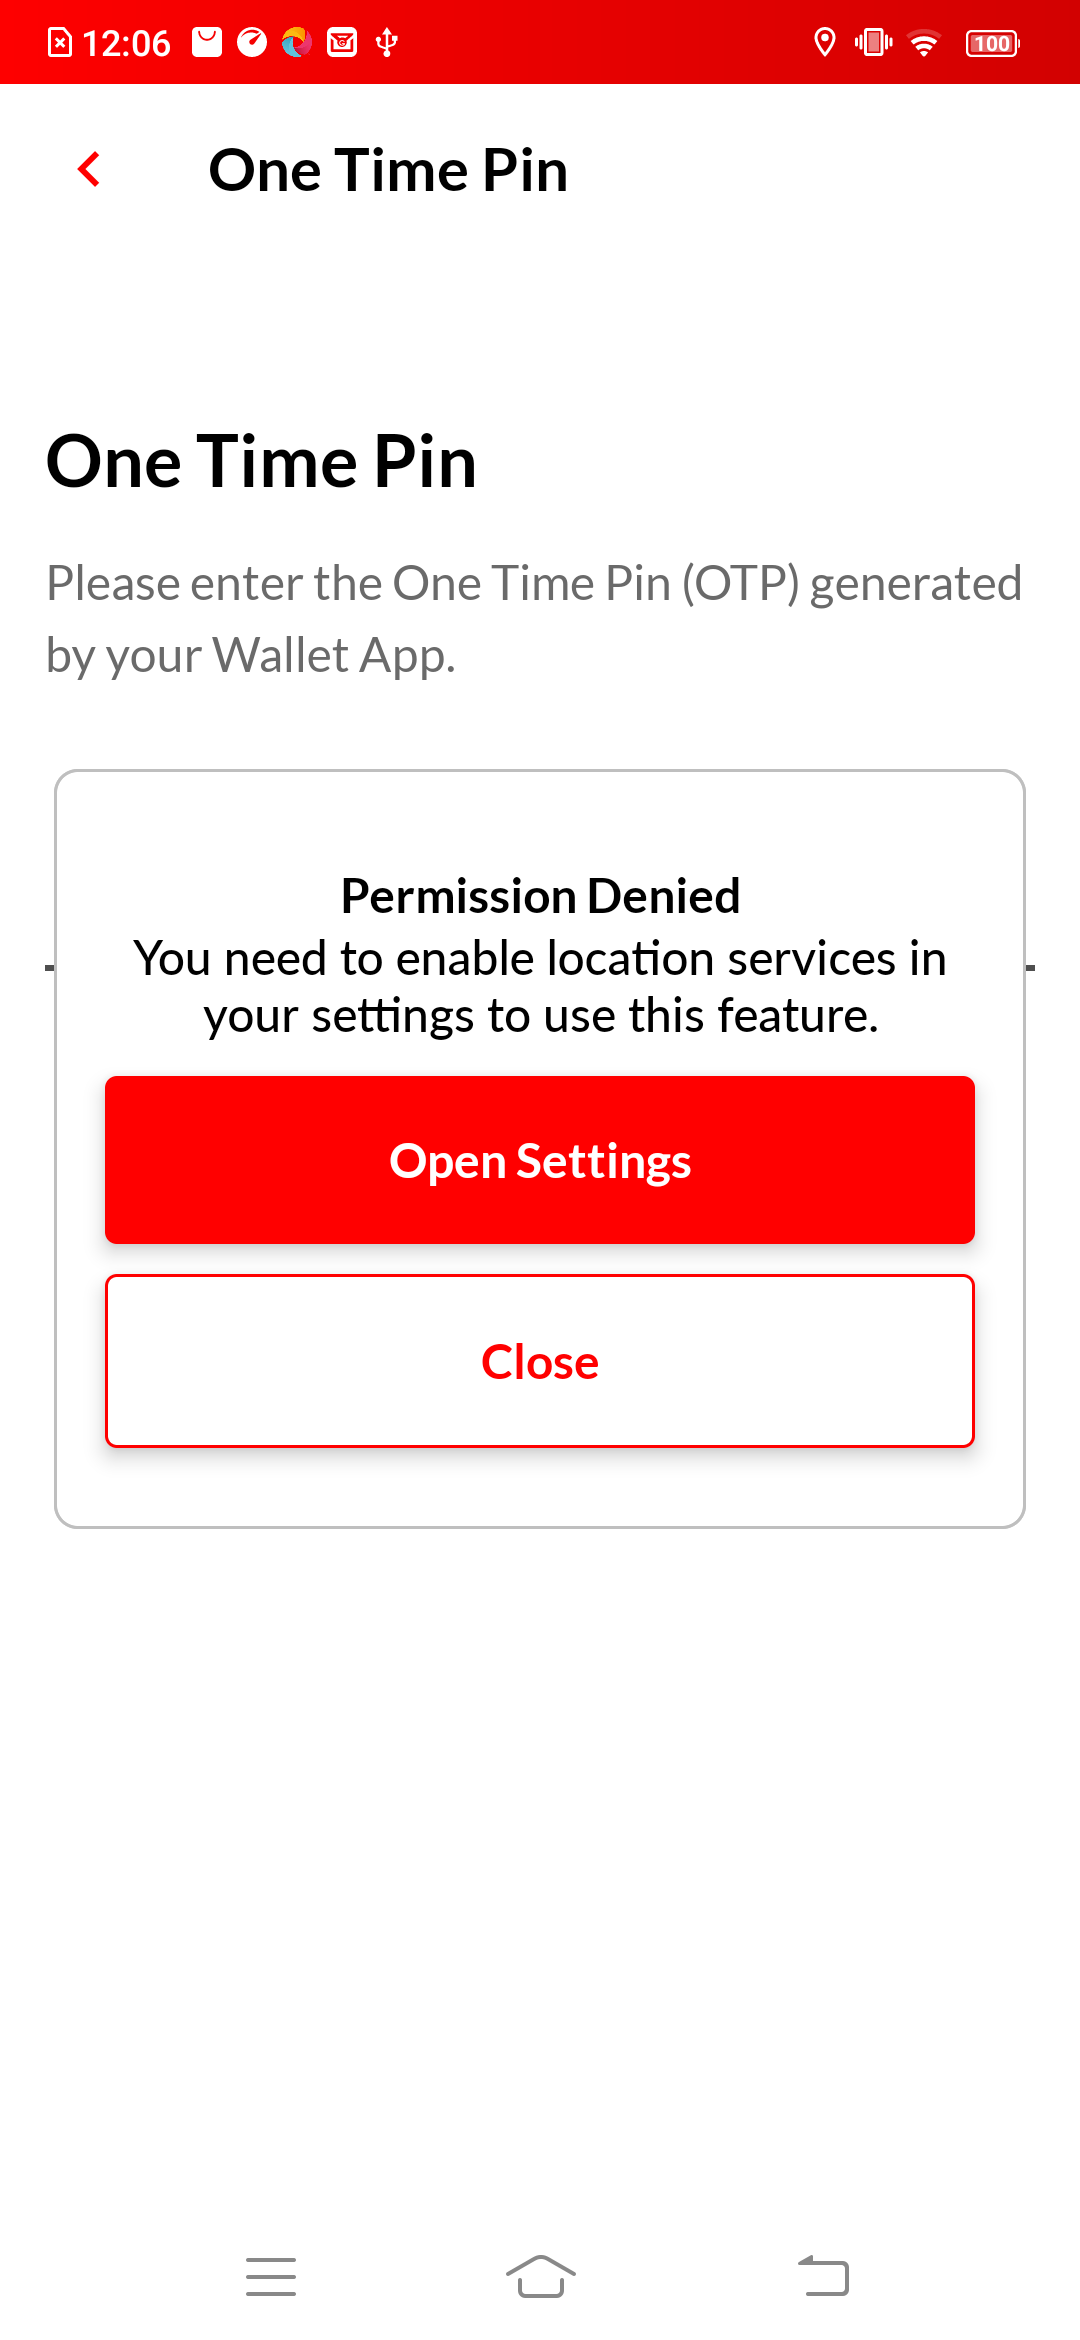 12:06
100
One Time Pin
One Time Pin
Please enter the One Time Pin (OTP) generated
by your Wallet App.
Permission Denied
You need to enable location services in
your settings to use this feature.
Open Settings
Close